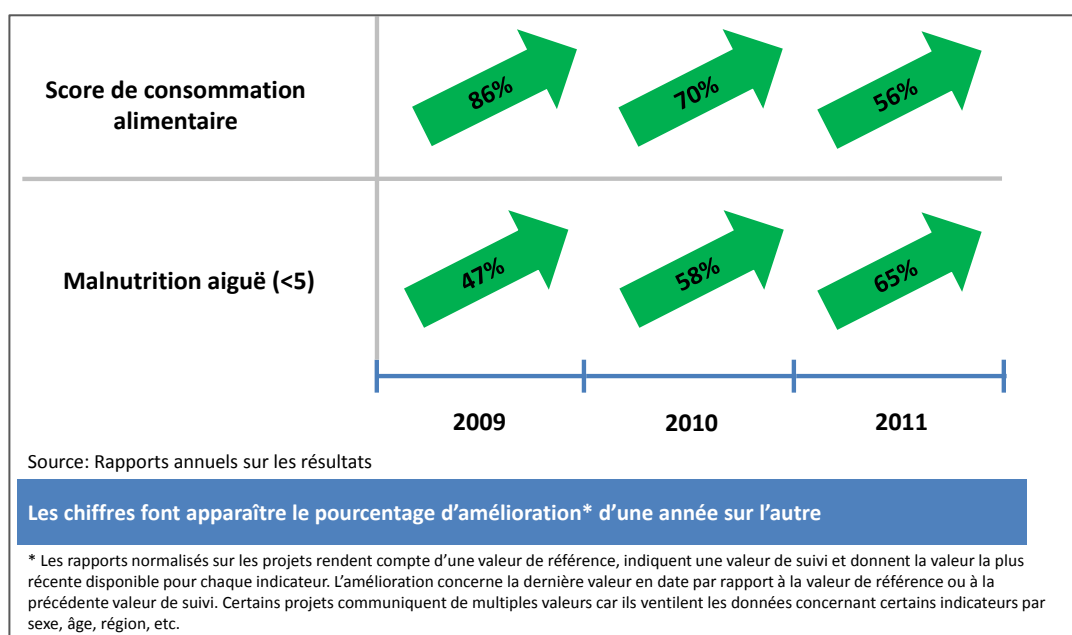 Score de consommation
alimentaire
86%
70%
56%
Malnutrition aiguë (<5)
47%
58%
65%
2009
2010
2011
Source: Rapports annuels sur les résultats
Les chiffres font apparaître le pourcentage d’amélioration* d’une année sur l’autre
* Les rapports normalisés sur les projets rendent compte d’une valeur de référence, indiquent une valeur de suivi et donnent la valeur la plus
récente disponible pour chaque indicateur. L’amélioration concerne la dernière valeur en date par rapport à la valeur de référence ou à la
précédente valeur de suivi. Certains projets communiquent de multiples valeurs car ils ventilent les données concernant certains indicateurs par
sexe, âge, région, etc.